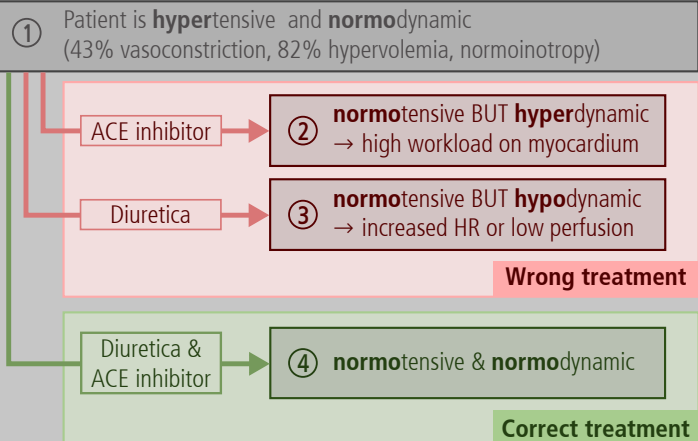 ① Patient is hypertensive and normodynamic
(43% vasoconstriction, 82% hypervolemia, normoinotropy)
ACE inhibitor
② normotensive BUT hyperdynamic
→ high workload on myocardium
Diuretica
③ normotensive BUT hypodynamic
→ increased HR or low perfusion
Wrong treatment
Diuretica &
ACE inhibitor
④ normotensive & normodynamic
Correct treatment